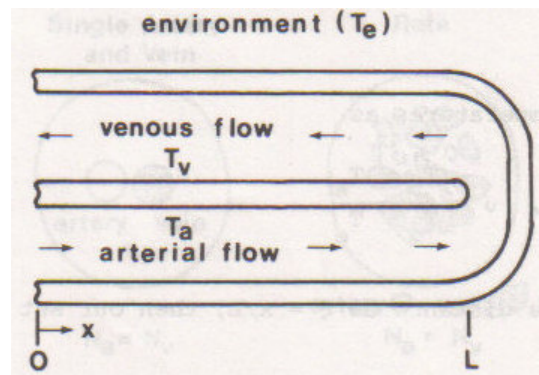 environment (Te)
venous flow
Tv
Ta
arterial flow
x
O
L